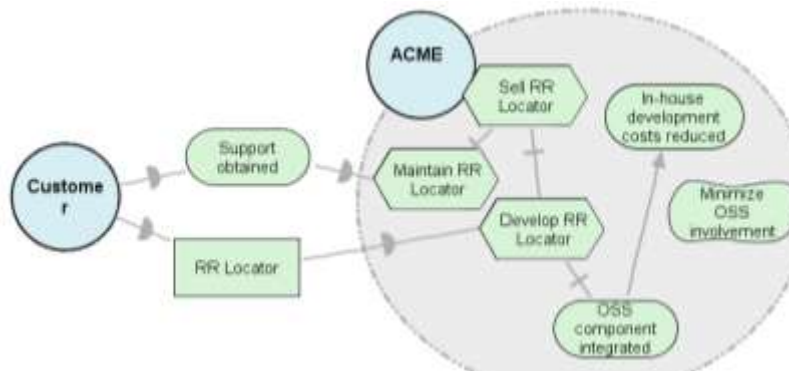 ACME
Sell RR
Locator
In-house
development
costs reduced
Support
obtained
Maintain RR
Locator
Custome
r
Minimize
OSS
involvement
Develop RR
Locator
RR Locator
OSS
component
integrated